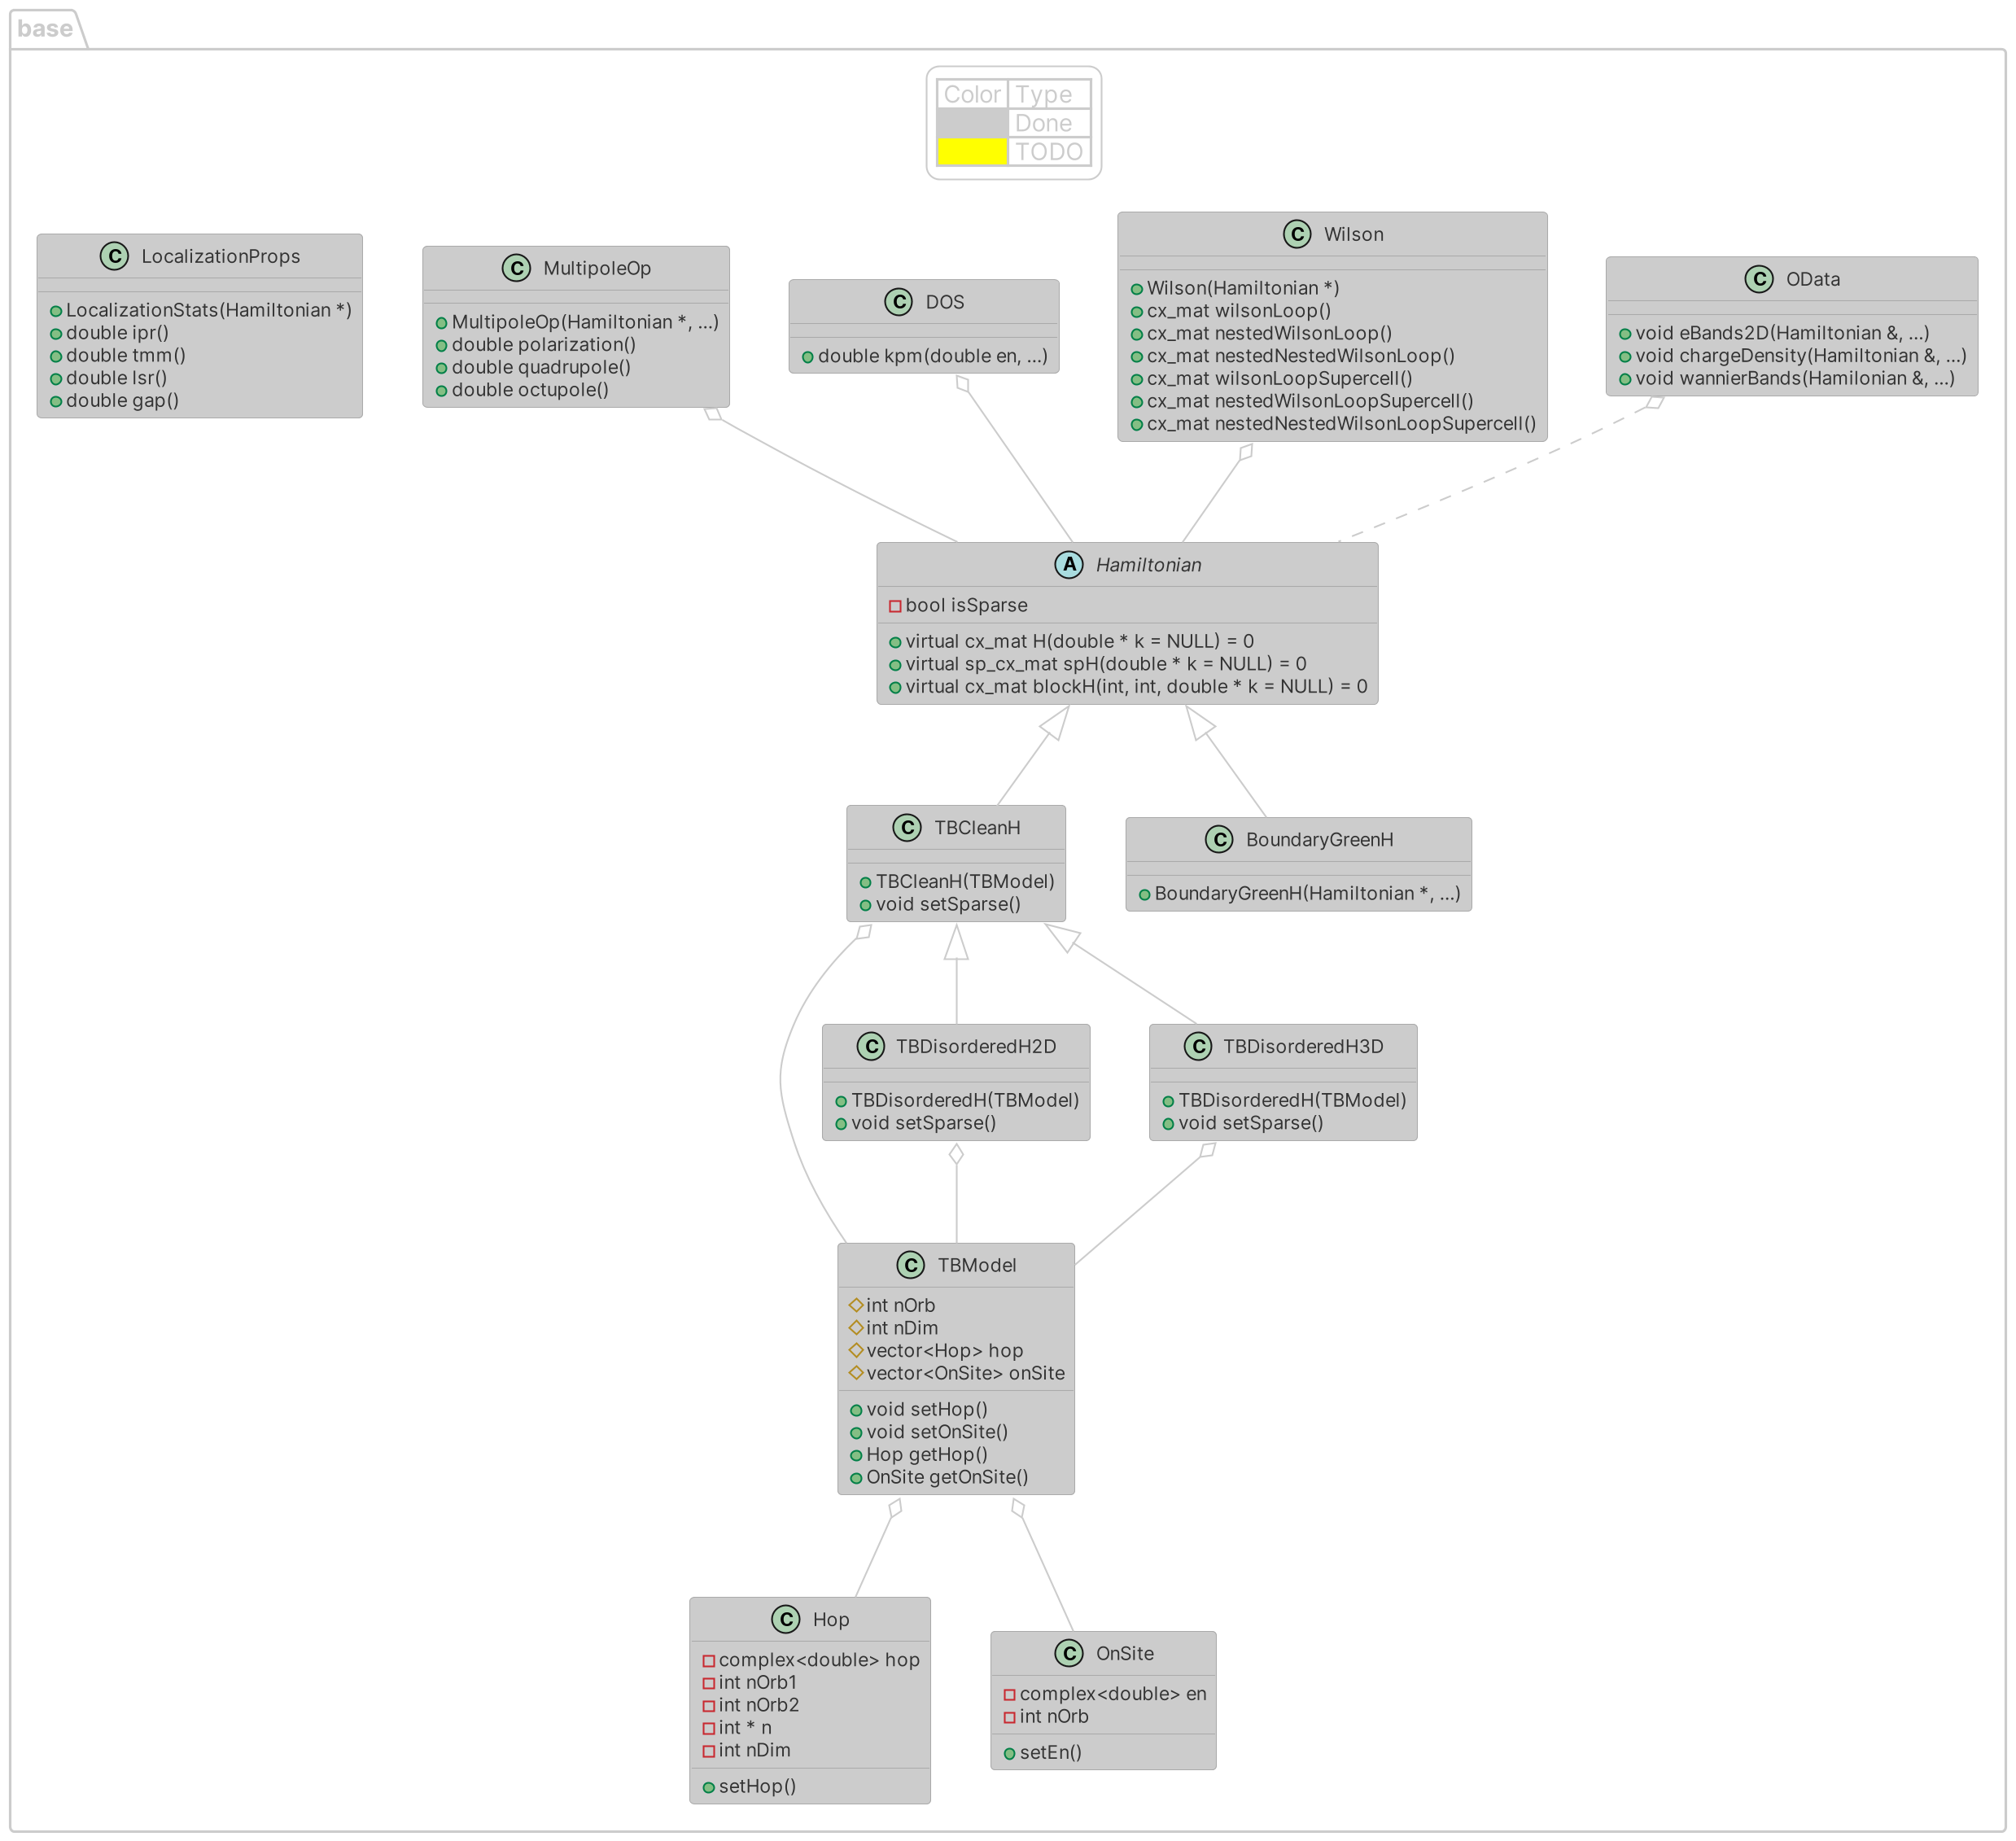 base
Color Type
Done
TODO
C LocalizationProps
LocalizationStats(Hamiltonian *)
double ipr()
double tmm()
double lsr()
double gap()
C MultipoleOp
MultipoleOp(Hamiltonian *, ...)
double polarization()
double quadrupole()
double octupole()
C DOS
double kpm(double en, ...)
C Wilson
Wilson(Hamiltonian *)
cx_mat wilsonLoop()
cx_mat nestedWilsonLoop()
cx_mat nestedNestedWilsonLoop()
cx_mat wilsonLoopSupercell()
cx_mat nestedWilsonLoopSupercell()
cx_mat nestedNestedWilsonLoopSupercell()
C OData
void eBands2D(Hamiltonian &, ...)
void chargeDensity(Hamiltonian &, ...)
void wannierBands(Hamilonian &, ...)
A Hamiltonian
bool isSparse
virtual cx_mat H(double * k = NULL) = 0
virtual sp_cx_mat spH(double * k = NULL) = 0
virtual cx_mat blockH(int, int, double * k = NULL) = 0
C TBCleanH
TBCleanH(TBModel)
void setSparse()
C BoundaryGreenH
BoundaryGreenH(Hamiltonian *, ...)
C TBDisorderedH2D
TBDisorderedH(TBModel)
void setSparse()
C TBDisorderedH3D
TBDisorderedH(TBModel)
void setSparse()
C TBModel
int nOrb
int nDim
vector<Hop> hop
vector<OnSite> onSite
void setHop()
void setOnSite()
Hop getHop()
OnSite getOnSite()
C Hop
complex<double> hop
int nOrb1
int nOrb2
int * n
int nDim
setHop()
C OnSite
complex<double> en
int nOrb
setEn()